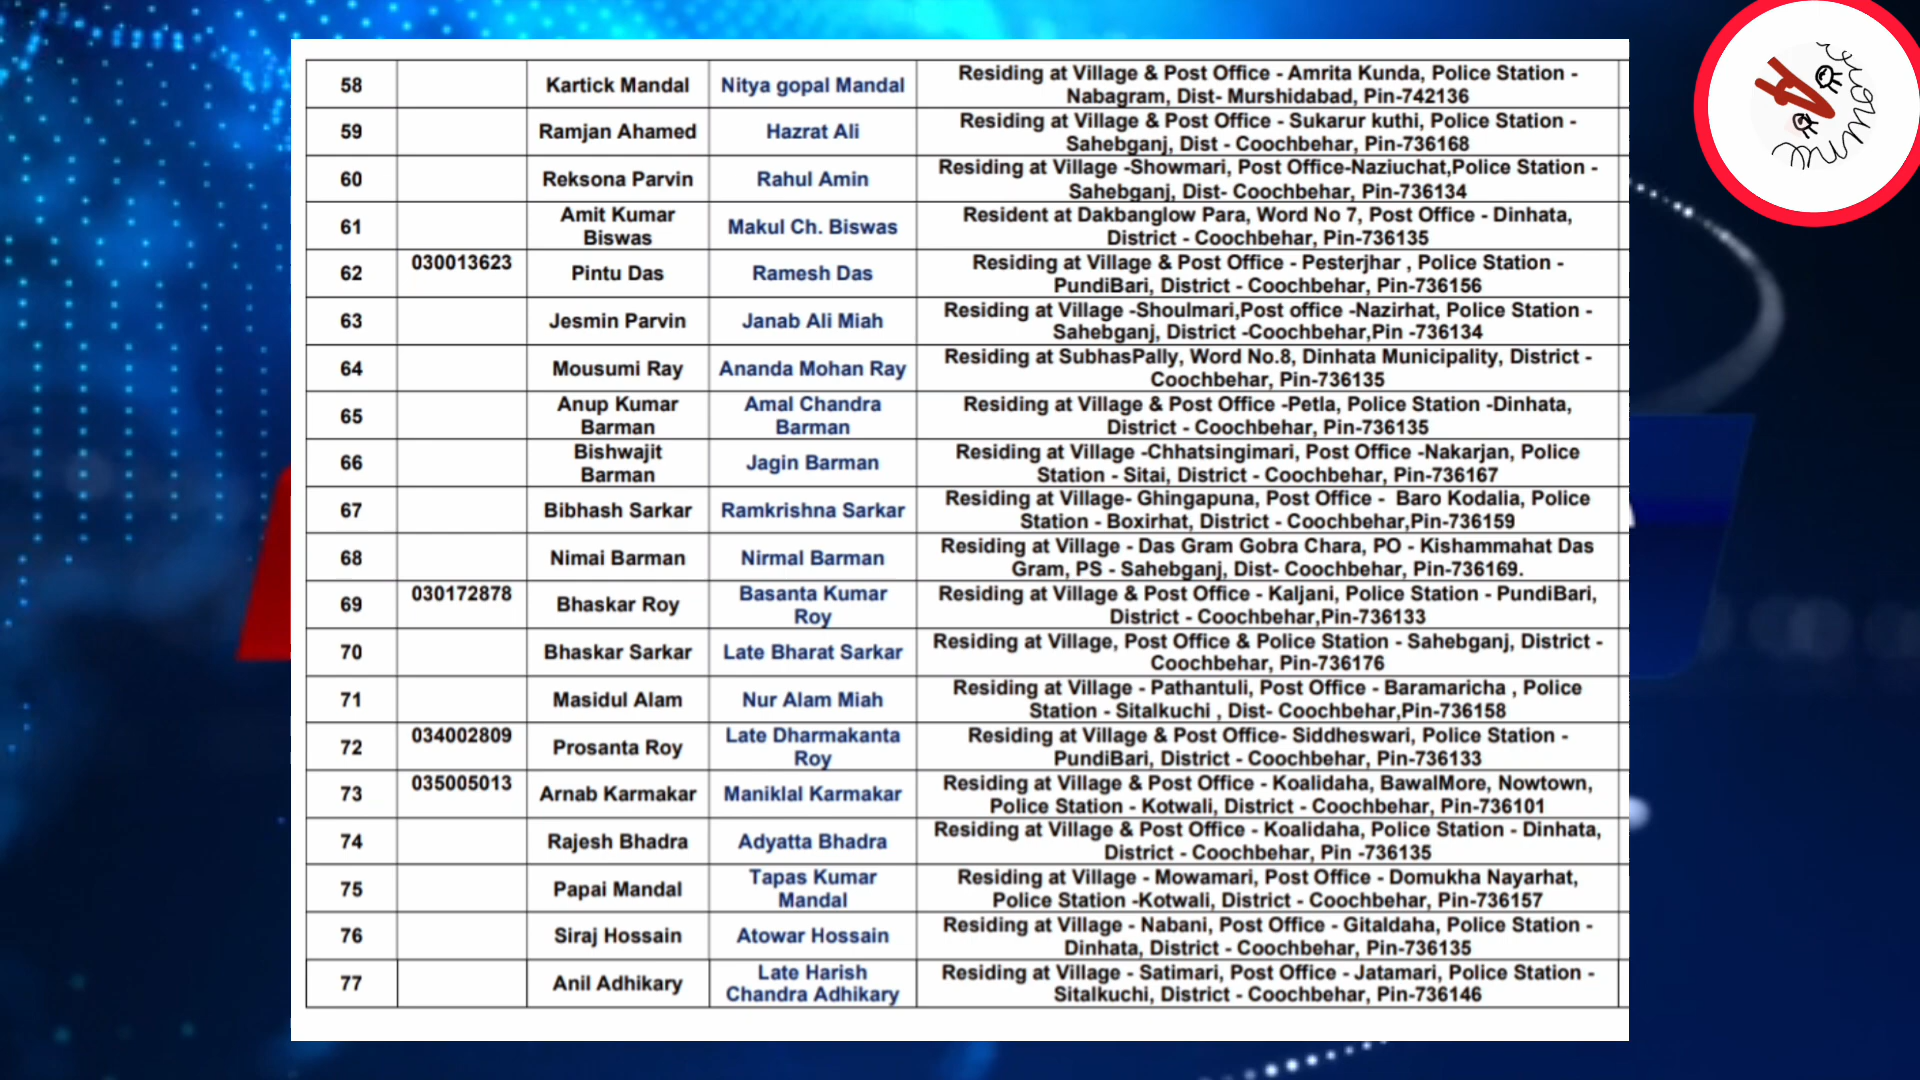 58 Kartick Mandal Nitya gopal Mandal Residing at Village & Post Office - Amrita Kunda, Police Station -
Nabagram, Dist- Murshidabad, Pin-742136
59 Ramjan Ahamed Hazrat Ali Residing at Village & Post Office - Sukarur kuthi, Police Station -
Sahebganj, Dist - Coochbehar, Pin-736168
60 Reksona Parvin Rahul Amin Residing at Village -Showmari, Post Office-Naziuchat,Police Station -
Sahebganj, Dist- Coochbehar, Pin-736134
61 Amit Kumar Makul Ch. Biswas Resident at Dakbanglow Para, Word No 7, Post Office - Dinhata,
Biswas District - Coochbehar, Pin-736135
62 030013623 Pintu Das Ramesh Das Residing at Village & Post Office - Pesterjhar , Police Station -
PundiBari, District - Coochbehar, Pin-736156
63 Jesmin Parvin Janab Ali Miah Residing at Village -Shoulmari,Post office -Nazirhat, Police Station -
Sahebganj, District -Coochbehar,Pin -736134
64 Mousumi Ray Ananda Mohan Ray Residing at SubhasPally, Word No.8, Dinhata Municipality, District -
Coochbehar, Pin-736135
65 Anup Kumar Amal Chandra Residing at Village & Post Office -Petla, Police Station -Dinhata,
Barman Barman District - Coochbehar, Pin-736135
66 Bishwajit Jagin Barman Residing at Village -Chhatsingimari, Post Office -Nakarjan, Police
Barman Station - Sitai, District - Coochbehar, Pin-736167
67 Bibhash Sarkar Ramkrishna Sarkar Residing at Village- Ghingapuna, Post Office - Baro Kodalia, Police
Station - Boxirhat, District - Coochbehar,Pin-736159
68 Nimai Barman Nirmal Barman Residing at Village - Das Gram Gobra Chara, PO - Kishammahat Das
Gram, PS - Sahebganj, Dist- Coochbehar, Pin-736169.
69 030172878 Bhaskar Roy Basanta Kumar Residing at Village & Post Office - Kaljani, Police Station - PundiBari,
Roy District - Coochbehar,Pin-736133
70 Bhaskar Sarkar Late Bharat Sarkar Residing at Village, Post Office & Police Station - Sahebganj, District -
Coochbehar, Pin-736176
71 Masidul Alam Nur Alam Miah Residing at Village - Pathantuli, Post Office - Baramaricha , Police
Station - Sitalkuchi , Dist- Coochbehar,Pin-736158
72 034002809 Prosanta Roy Late Dharmakanta Residing at Village & Post Office- Siddheswari, Police Station -
Roy PundiBari, District - Coochbehar, Pin-736133
73 035005013 Arnab Karmakar Maniklal Karmakar Residing at Village & Post Office - Koalidaha, BawalMore, Nowtown,
Police Station - Kotwali, District - Coochbehar, Pin-736101
74 Rajesh Bhadra Adyatta Bhadra Residing at Village & Post Office - Koalidaha, Police Station - Dinhata,
District - Coochbehar, Pin -736135
75 Papai Mandal Tapas Kumar Residing at Village - Mowamari, Post Office - Domukha Nayarhat,
Mandal Police Station -Kotwali, District - Coochbehar, Pin-736157
76 Siraj Hossain Atowar Hossain Residing at Village - Nabani, Post Office - Gitaldaha, Police Station -
Dinhata, District - Coochbehar, Pin-736135
77 Anil Adhikary Late Harish Residing at Village - Satimari, Post Office - Jatamari, Police Station -
Chandra Adhikary Sitalkuchi, District - Coochbehar, Pin-736146